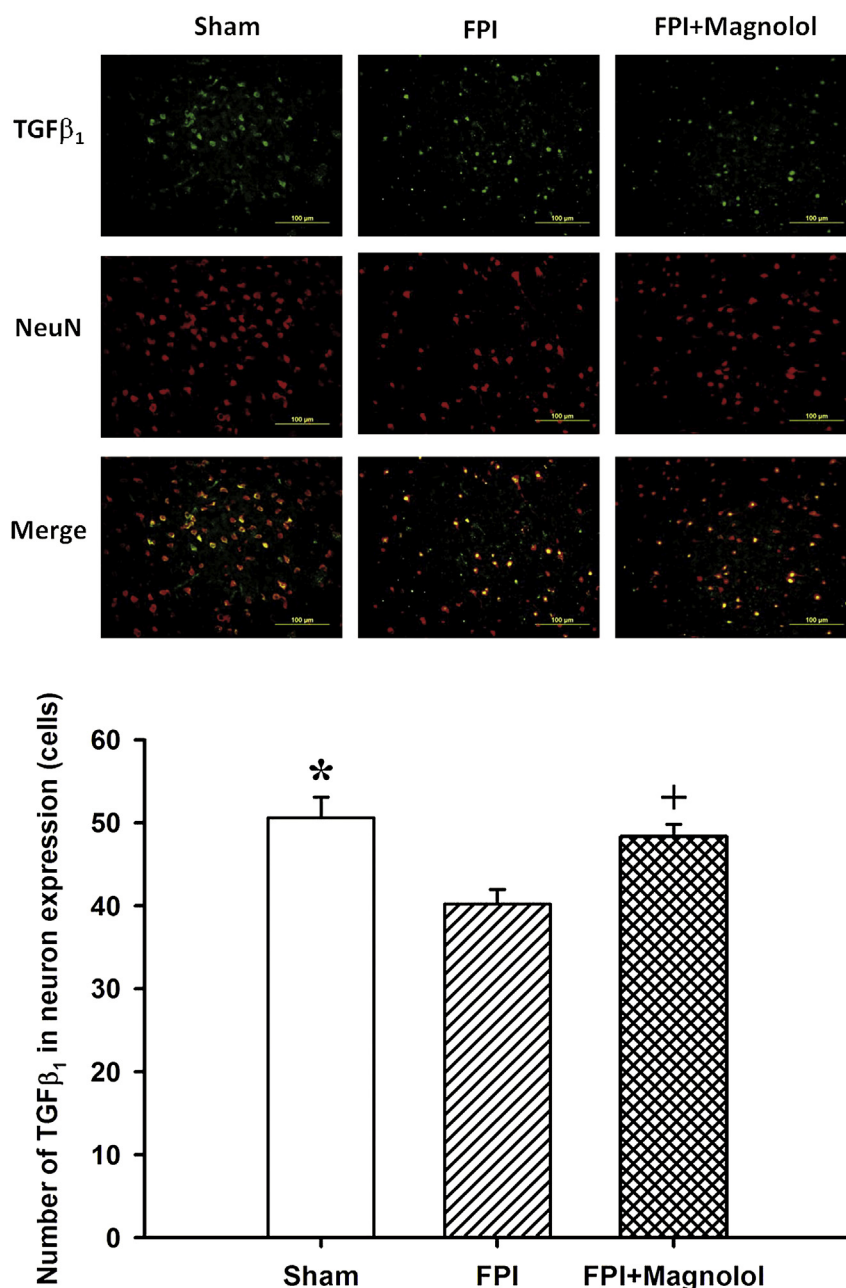 Sham FPI FPI+Magnolol
TGFβ₁
100 µm 100 µm 100 µm
NeuN
100 µm 100 µm 100 µm
Merge
100 µm 100 µm 100 µm
Number of TGFβ₁ in neuron expression (cells)
60
*
+
50
40
30
20
10
0
Sham FPI FPI+Magnolol